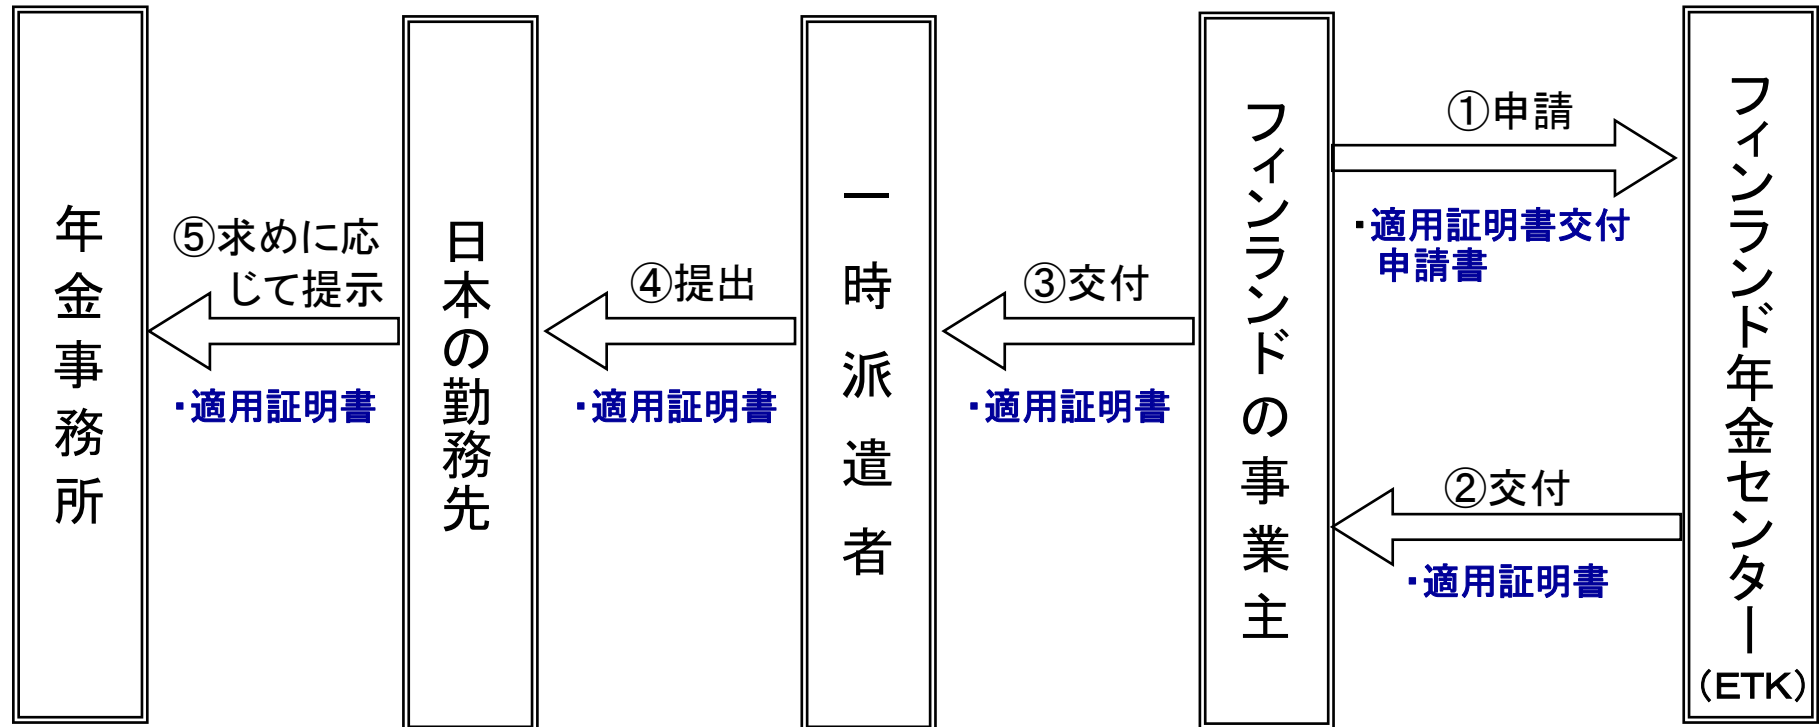 年金事務所
⑤求めに応
じて提示
・適用証明書
日本の勤務先
④提出
・適用証明書
一時派遣者
③交付
・適用証明書
フィンランドの事業主
①申請
・適用証明書交付
申請書
②交付
・適用証明書
フィンランド年金センター
(ETK)